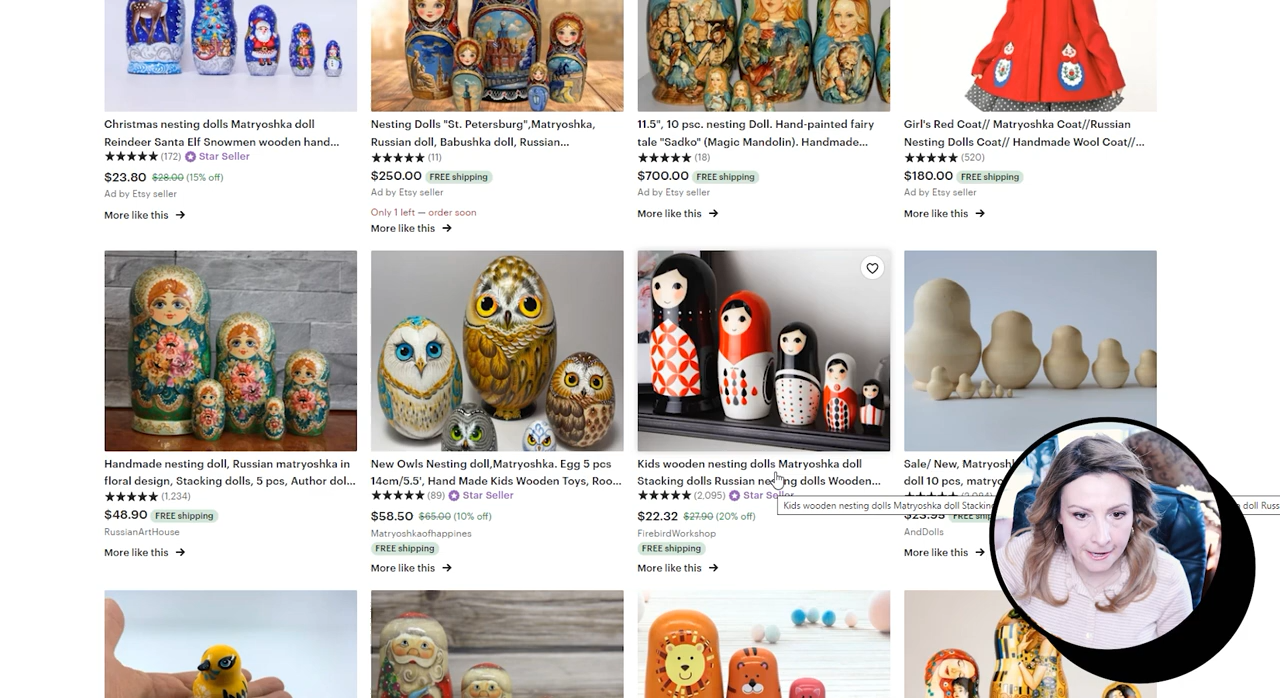 Christmas nesting dolls Matryoshka doll
Reindeer Santa Elf Snowmen wooden hand...
(172) Star Seller
$23.80 $28.00 (15% off)
Ad by Etsy seller
More like this →
Nesting Dolls "St. Petersburg",Matryoshka,
Russian doll, Babushka doll, Russian...
(11)
$250.00 FREE shipping
Ad by Etsy seller
Only 1 left — order soon
More like this →
11.5", 10 psc. nesting Doll. Hand-painted fairy
tale "Sadko" (Magic Mandolin). Handmade...
(18)
$700.00 FREE shipping
Ad by Etsy seller
More like this →
Girl's Red Coat// Matryoshka Coat//Russian
Nesting Dolls Coat// Handmade Wool Coat//...
(520)
$180.00 FREE shipping
Ad by Etsy seller
More like this →
Handmade nesting doll, Russian matryoshka in
floral design, Stacking dolls, 5 pcs, Author dol...
(1,234)
$48.90 FREE shipping
RussianArtHouse
More like this →
New Owls Nesting doll,Matryoshka. Egg 5 pcs
14cm/5.5', Hand Made Kids Wooden Toys, Roo...
(89) Star Seller
$58.50 $65.00 (10% off)
Matryoshkaofhappines
FREE shipping
More like this →
Kids wooden nesting dolls Matryoshka doll
Stacking dolls Russian nesting dolls Wooden...
(2,095) Star Seller
Kids wooden nesting dolls Matryoshka doll
$22.32 $27.90 (20% off)
FirebirdWorkshop
FREE shipping
More like this →
Sale/ New,
doll 10 pcs,
$23.95
AndDolls
More like this →